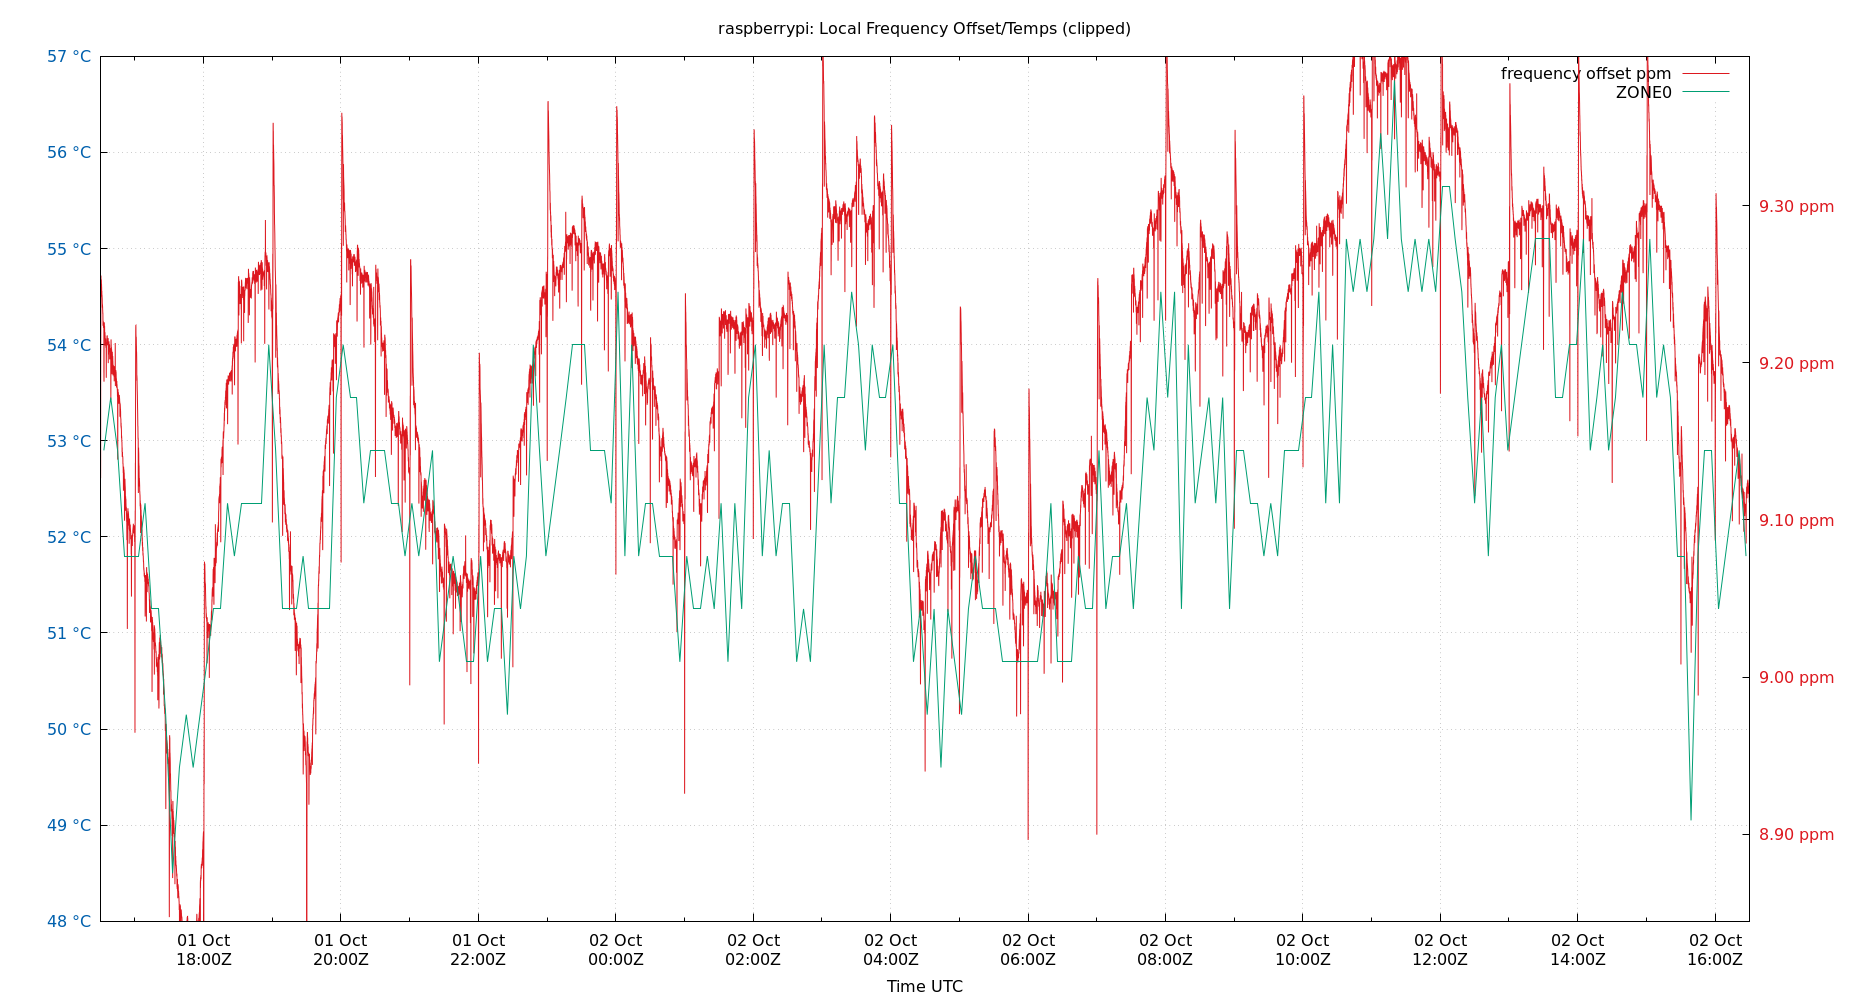 raspberrypi: Local Frequency Offset/Temps (clipped)
57 °C
56 °C
55 °C
54 °C
53 °C
52 °C
51 °C
50 °C
49 °C
48 °C
frequency offset ppm
ZONE0
9.30 ppm
9.20 ppm
9.10 ppm
9.00 ppm
8.90 ppm
01 Oct
18:00Z
01 Oct
20:00Z
01 Oct
22:00Z
02 Oct
00:00Z
02 Oct
02:00Z
02 Oct
04:00Z
02 Oct
06:00Z
02 Oct
08:00Z
02 Oct
10:00Z
02 Oct
12:00Z
02 Oct
14:00Z
02 Oct
16:00Z
Time UTC